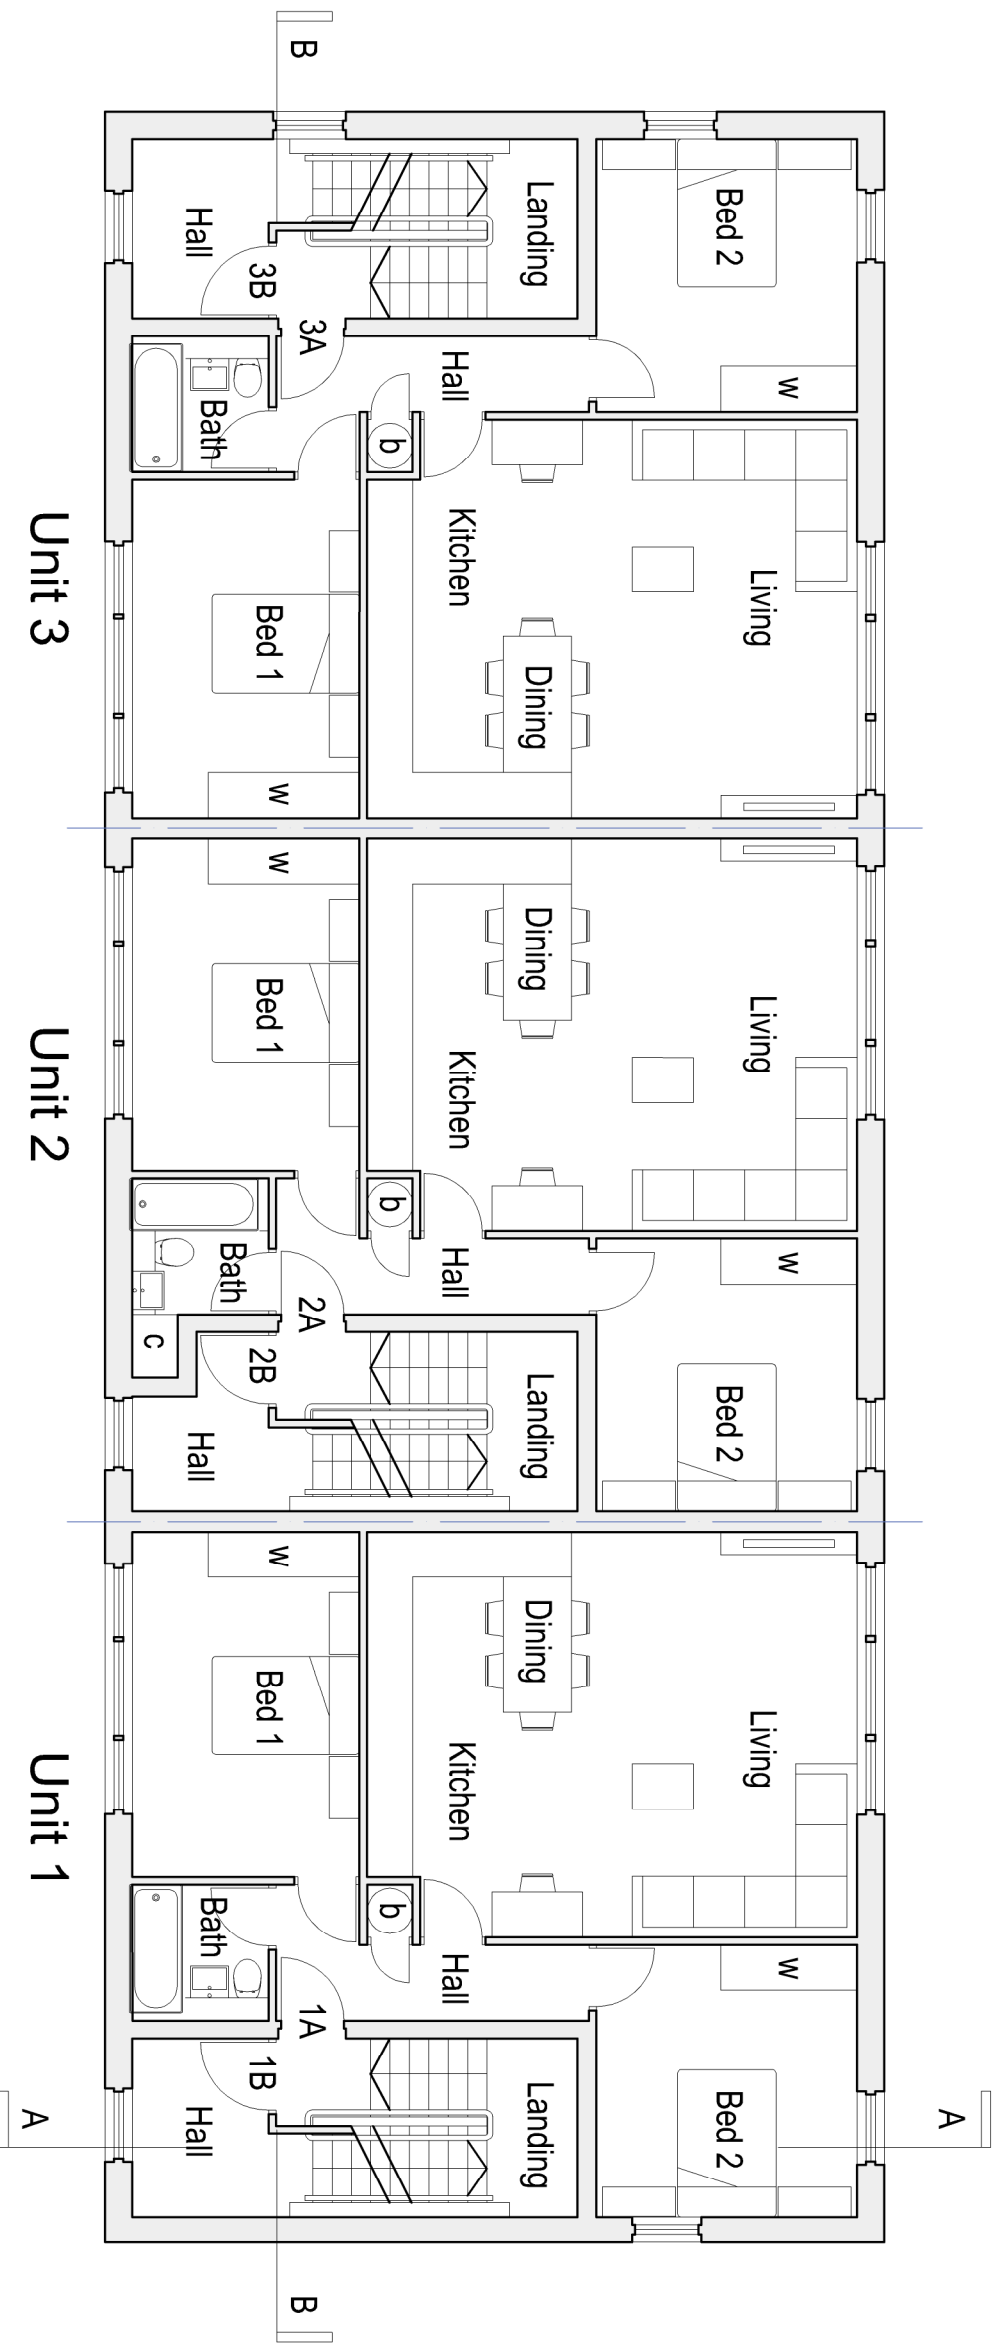 B
Landing
Bed 2
Hall
3B
3A
Hall
W
Bath
b
Kitchen
Living
Bed 1
Dining
W
Unit 3
W
Dining
Bed 1
Living
Kitchen
b
Bath
Hall
W
2A
C
2B
Landing
Bed 2
Hall
Unit 2
W
Dining
Bed 1
Living
Kitchen
b
Bath
Hall
W
1A
1B
Landing
Bed 2
Hall
A
A
B
Unit 1